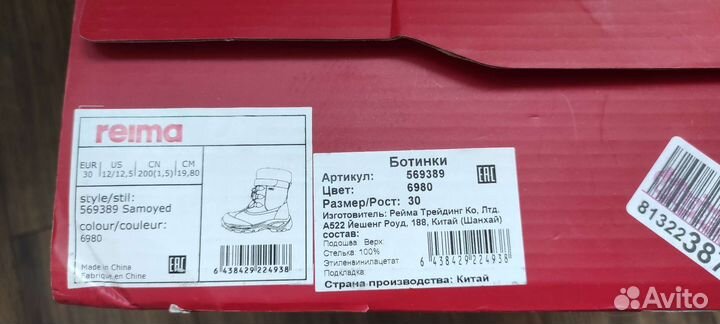 reima
EUR US CN CM
30 12/12,5 200(1,5) 19,80
style/stil:
569389 Samoyed
colour/couleur:
6980
Made in China
Fabriqué en Chine
EAC
6 438429 224938
Ботинки
Артикул: 569389
Цвет: 6980
Размер/Рост: 30
Изготовитель: Рейма Трейдинг Ко, Лтд.
А522 Йешенг Роуд, 188, Китай (Шанхай)
состав:
Подошва Верх
Стелька: 100%
Этиленвинилацетат
Подкладка
EAC
6 438429 224938
Страна производства: Китай
8132238
Avito